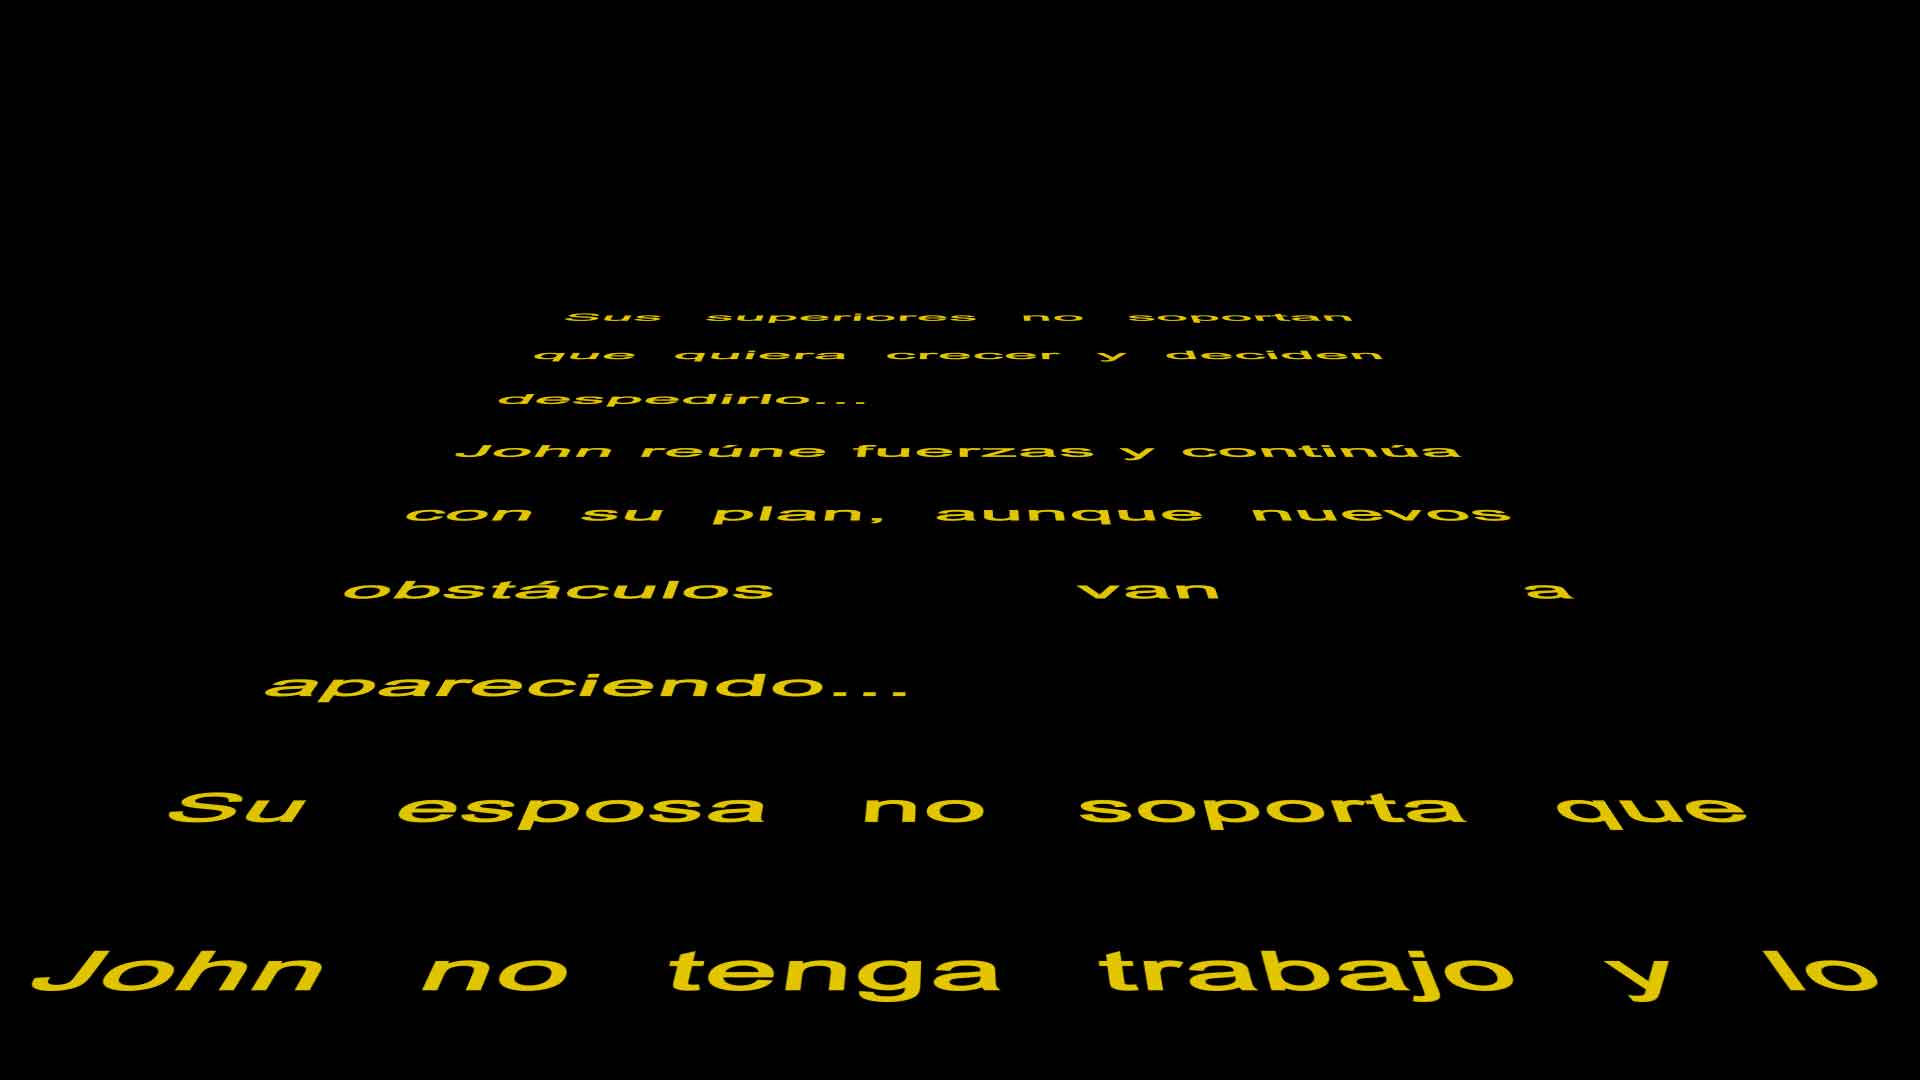 Sus superiores no soportan
que quiera crecer y deciden
despedirlo...
John reúne fuerzas y continúa
con su plan, aunque nuevos
obstáculos van a
apareciendo...
Su esposa no soporta que
John no tenga trabajo y lo